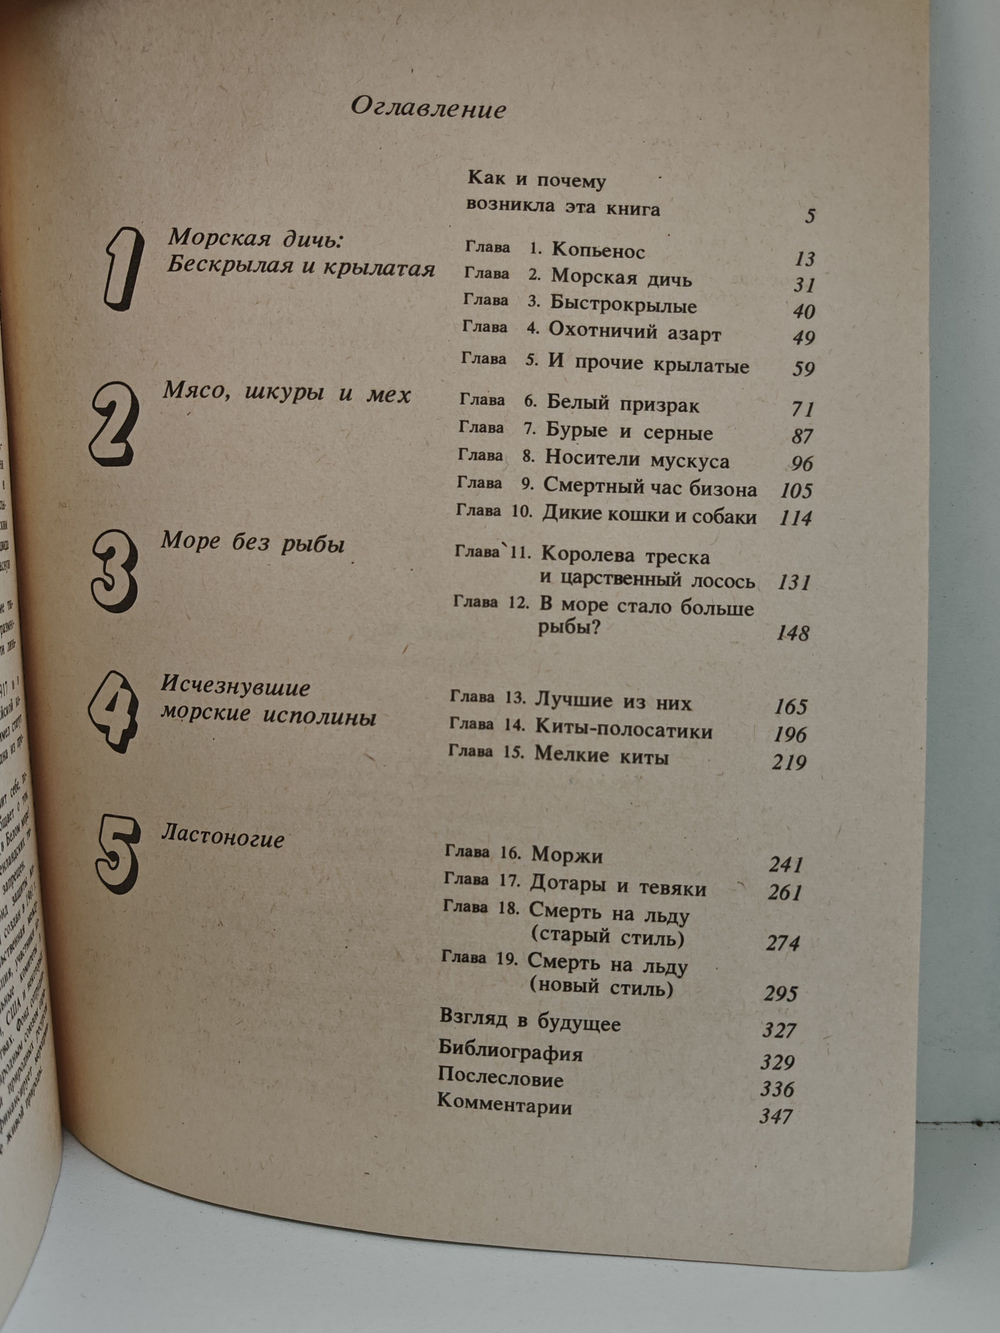 Оглавление
Как и почему
возникла эта книга 5
1 Морская дичь:
Бескрылая и крылатая
Глава 1. Копьенос 13
Глава 2. Морская дичь 31
Глава 3. Быстрокрылые 40
Глава 4. Охотничий азарт 49
Глава 5. И прочие крылатые 59
2 Мясо, шкуры и мех
Глава 6. Белый призрак 71
Глава 7. Бурые и серные 87
Глава 8. Носители мускуса 96
Глава 9. Смертный час бизона 105
Глава 10. Дикие кошки и собаки 114
3 Море без рыбы
Глава 11. Королева треска
и царственный лосось 131
Глава 12. В море стало больше
рыбы? 148
4 Исчезнувшие
морские исполины
Глава 13. Лучшие из них 165
Глава 14. Киты-полосатики 196
Глава 15. Мелкие киты 219
5 Ластоногие
Глава 16. Моржи 241
Глава 17. Дотары и тевяки 261
Глава 18. Смерть на льду
(старый стиль) 274
Глава 19. Смерть на льду
(новый стиль) 295
Взгляд в будущее 327
Библиография 329
Послесловие 336
Комментарии 347